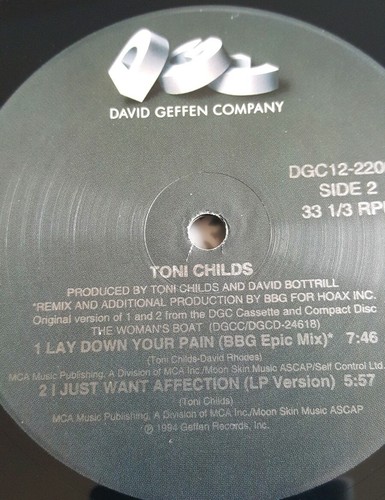 DGC
DAVID GEFFEN COMPANY
SIDE 2
33 1/3
TONI CHILDS
PRODUCED BY TONI CHILDS AND DAVID BOTTRILL
*REMIX AND ADDITIONAL PRODUCTION BY BBG FOR HOAX INC.
Original version of 1 and 2 from the DGC Cassette and Compact Disc
THE WOMAN'S BOAT (DGCC/DGCD-24618)
1 LAY DOWN YOUR PAIN (BBG Epic Mix)* 7:46
(Toni Childs-David Rhodes)
MCA Music Publishing, A Division of MCA Inc./Moon Skin Music ASCAP/Self Control Ltd.
2 I JUST WANT AFFECTION (LP Version) 5:57
(Toni Childs)
MCA Music Publishing, A Division of MCA Inc./Moon Skin Music ASCAP
℗ 1994 Geffen Records, Inc.